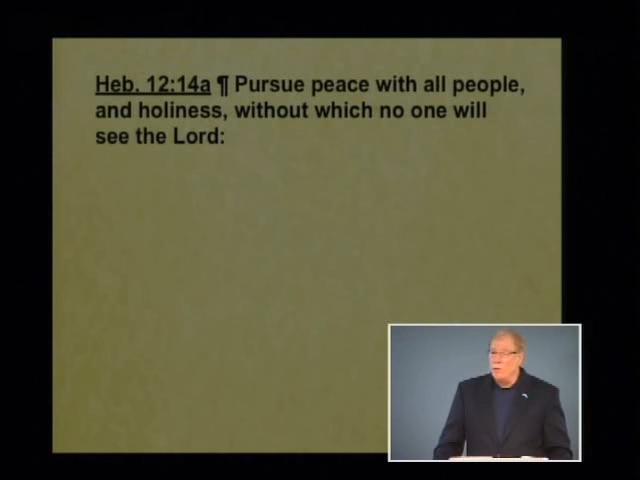 Heb. 12:14a ¶ Pursue peace with all people,
and holiness, without which no one will
see the Lord: